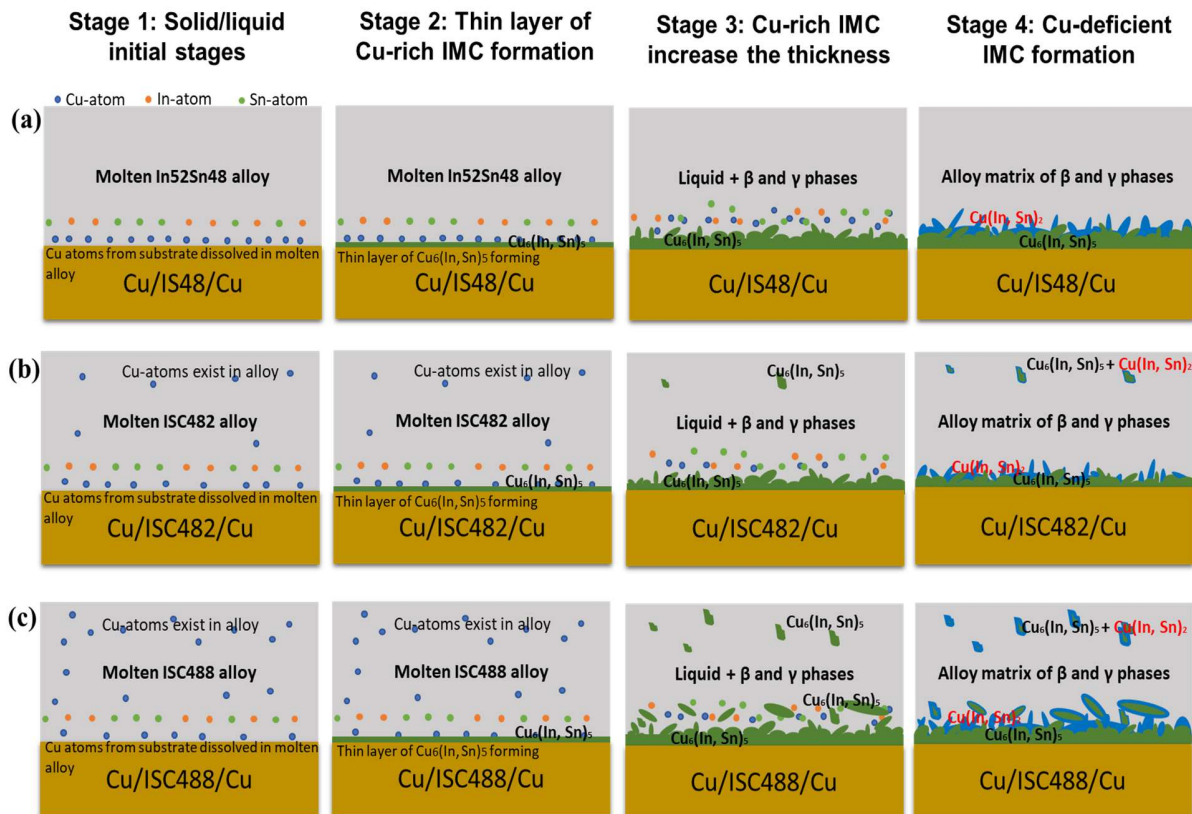 Stage 1: Solid/liquid
initial stages
Stage 2: Thin layer of
Cu-rich IMC formation
Stage 3: Cu-rich IMC
increase the thickness
Stage 4: Cu-deficient
IMC formation
Cu-atom
In-atom
Sn-atom
(a)
Molten In52Sn48 alloy
Cu atoms from substrate dissolved in molten
alloy
Cu/IS48/Cu
Molten In52Sn48 alloy
Cu₆(In, Sn)₅
Thin layer of Cu₆(In, Sn)₅ forming
Cu/IS48/Cu
Liquid + β and γ phases
Cu₆(In, Sn)₅
Cu/IS48/Cu
Alloy matrix of β and γ phases
Cu(In, Sn)₂
Cu₆(In, Sn)₅
Cu/IS48/Cu
(b)
Cu-atoms exist in alloy
Molten ISC482 alloy
Cu atoms from substrate dissolved in molten
alloy
Cu/ISC482/Cu
Cu-atoms exist in alloy
Molten ISC482 alloy
Cu₆(In, Sn)₅
Thin layer of Cu₆(In, Sn)₅ forming
Cu/ISC482/Cu
Cu₆(In, Sn)₅
Liquid + β and γ phases
Cu₆(In, Sn)₅
Cu/ISC482/Cu
Cu₆(In, Sn)₅ + Cu(In, Sn)₂
Alloy matrix of β and γ phases
Cu(In, Sn)₂
Cu₆(In, Sn)₅
Cu/ISC482/Cu
(c)
Cu-atoms exist in alloy
Molten ISC488 alloy
Cu atoms from substrate dissolved in molten
alloy
Cu/ISC488/Cu
Cu-atoms exist in alloy
Molten ISC488 alloy
Cu₆(In, Sn)₅
Thin layer of Cu₆(In, Sn)₅ forming
Cu/ISC488/Cu
Cu₆(In, Sn)₅
Liquid + β and γ phases
Cu₆(In, Sn)₅
Cu₆(In, Sn)₅
Cu/ISC488/Cu
Cu₆(In, Sn)₅ + Cu(In, Sn)₂
Alloy matrix of β and γ phases
Cu(In, Sn)₂
Cu₆(In, Sn)₅
Cu/ISC488/Cu